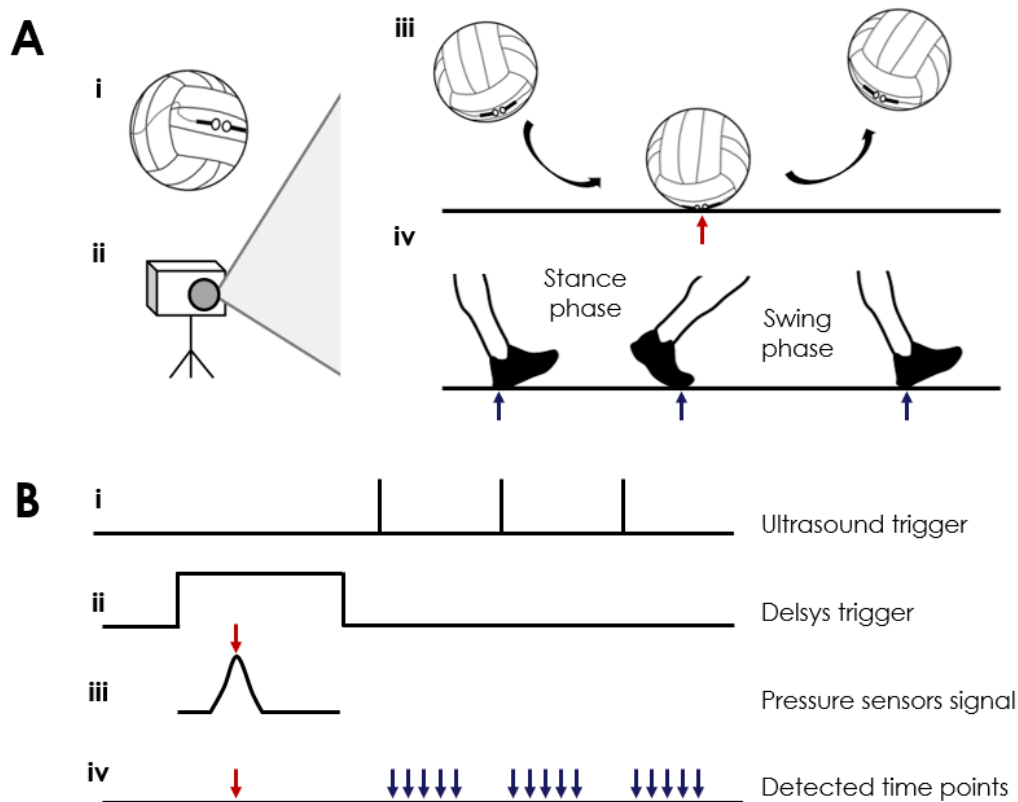 A
i
ii
iii
iv
Stance
phase
Swing
phase
B
i
Ultrasound trigger
ii
Delsys trigger
iii
Pressure sensors signal
iv
Detected time points